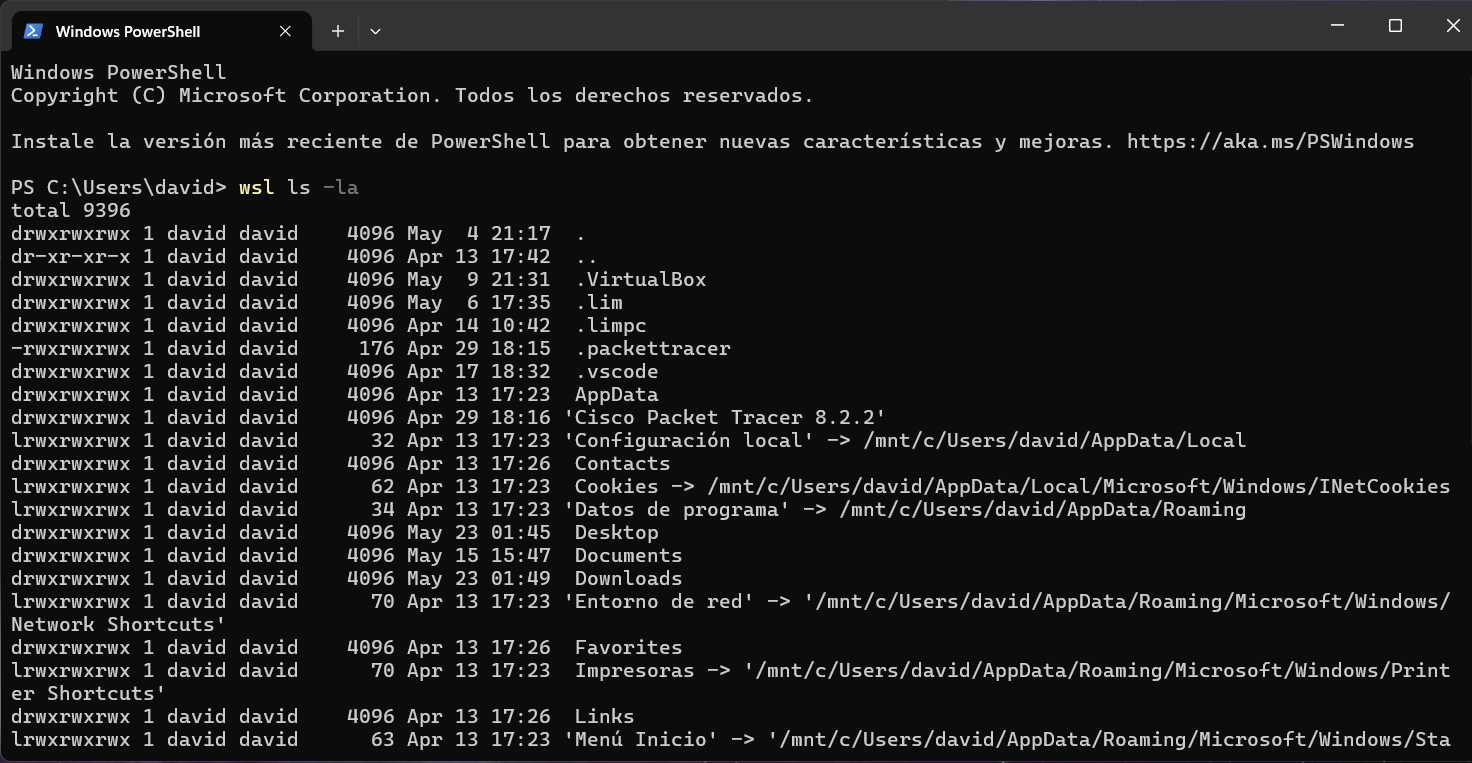 Windows PowerShell
Windows PowerShell
Copyright (C) Microsoft Corporation. Todos los derechos reservados.
Instale la versión más reciente de PowerShell para obtener nuevas características y mejoras. https://aka.ms/PSWindows
PS C:\Users\david> wsl ls -la
total 9396
drwxrwxrwx 1 david david    4096 May  4 21:17  .
dr-xr-xr-x 1 david david    4096 Apr 13 17:42  ..
drwxrwxrwx 1 david david    4096 May  9 21:31  .VirtualBox
drwxrwxrwx 1 david david    4096 May  6 17:35  .lim
drwxrwxrwx 1 david david    4096 Apr 14 10:42  .limpc
-rwxrwxrwx 1 david david     176 Apr 29 18:15  .packettracer
drwxrwxrwx 1 david david    4096 Apr 17 18:32  .vscode
drwxrwxrwx 1 david david    4096 Apr 13 17:23  AppData
drwxrwxrwx 1 david david    4096 Apr 29 18:16 'Cisco Packet Tracer 8.2.2'
lrwxrwxrwx 1 david david      32 Apr 13 17:23 'Configuración local' -> /mnt/c/Users/david/AppData/Local
drwxrwxrwx 1 david david    4096 Apr 13 17:26  Contacts
lrwxrwxrwx 1 david david      62 Apr 13 17:23  Cookies -> /mnt/c/Users/david/AppData/Local/Microsoft/Windows/INetCookies
lrwxrwxrwx 1 david david      34 Apr 13 17:23 'Datos de programa' -> /mnt/c/Users/david/AppData/Roaming
drwxrwxrwx 1 david david    4096 May 23 01:45  Desktop
drwxrwxrwx 1 david david    4096 May 15 15:47  Documents
drwxrwxrwx 1 david david    4096 May 23 01:49  Downloads
lrwxrwxrwx 1 david david      70 Apr 13 17:23 'Entorno de red' -> '/mnt/c/Users/david/AppData/Roaming/Microsoft/Windows/
Network Shortcuts'
drwxrwxrwx 1 david david    4096 Apr 13 17:26  Favorites
lrwxrwxrwx 1 david david      70 Apr 13 17:23  Impresoras -> '/mnt/c/Users/david/AppData/Roaming/Microsoft/Windows/Print
er Shortcuts'
drwxrwxrwx 1 david david    4096 Apr 13 17:26  Links
lrwxrwxrwx 1 david david      63 Apr 13 17:23 'Menú Inicio' -> '/mnt/c/Users/david/AppData/Roaming/Microsoft/Windows/Sta